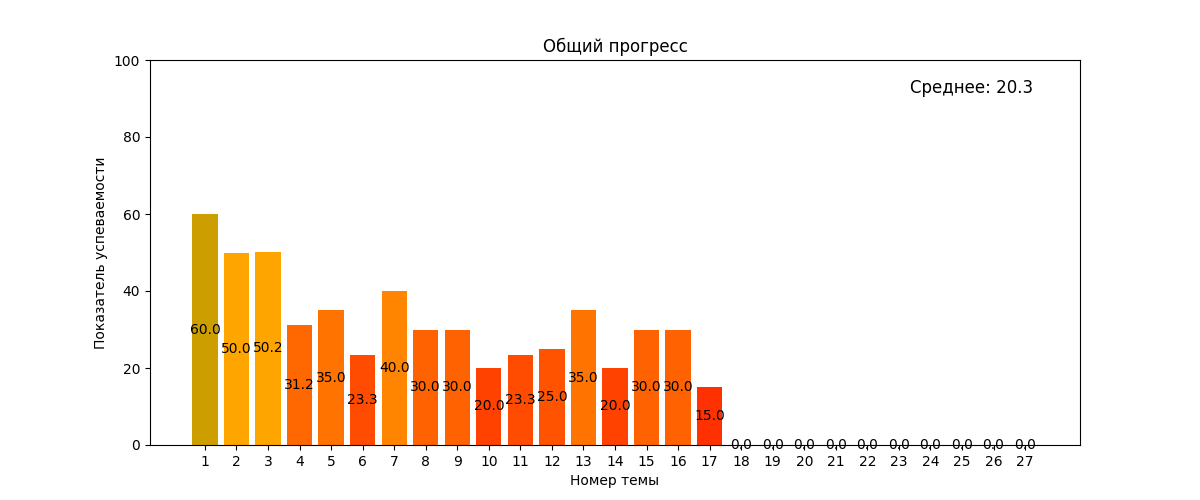 Общий прогресс
Среднее: 20.3
Показатель успеваемости
100
80
60
40
20
0
60.0 50.0 50.2 31.2 35.0 23.3 40.0 30.0 30.0 20.0 23.3 25.0 35.0 20.0 30.0 30.0 15.0 0.0 0.0 0.0 0.0 0.0 0.0 0.0 0.0 0.0 0.0
1 2 3 4 5 6 7 8 9 10 11 12 13 14 15 16 17 18 19 20 21 22 23 24 25 26 27
Номер темы